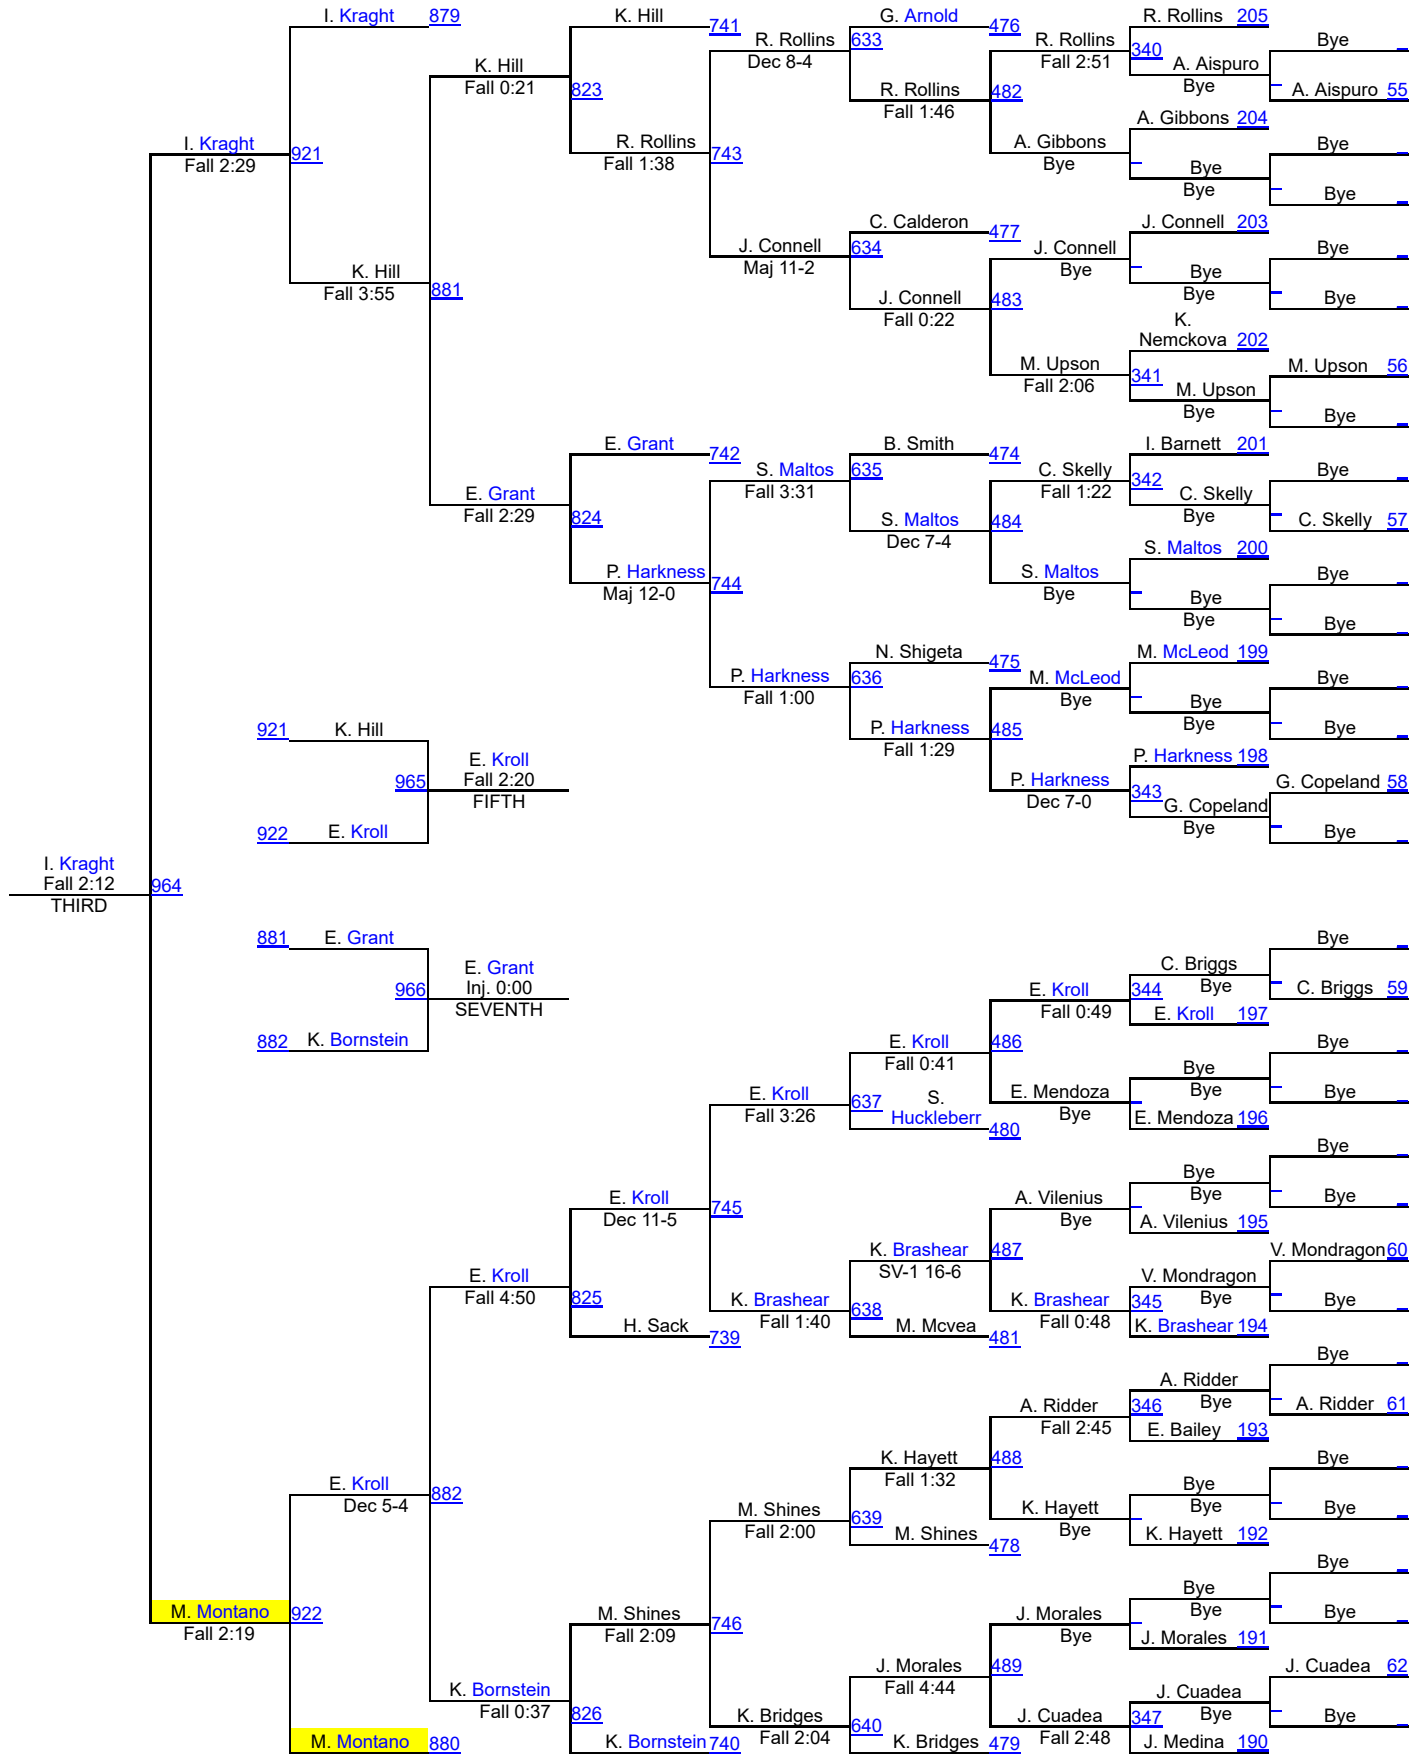 I. Kraght 879
K. Hill
741
G. Arnold
476
R. Rollins 205
Bye
R. Rollins
Dec 8-4
633
R. Rollins
Fall 2:51
340
A. Aispuro
Bye
A. Aispuro 55
K. Hill
Fall 0:21
823
R. Rollins
Fall 1:46
482
A. Gibbons 204
Bye
I. Kraght
Fall 2:29
921
R. Rollins
Fall 1:38
743
A. Gibbons
Bye
Bye
Bye
Bye
C. Calderon
477
J. Connell 203
Bye
J. Connell
Maj 11-2
634
J. Connell
Bye
Bye
Bye
Bye
K. Hill
Fall 3:55
881
J. Connell
Fall 0:22
483
K.
Nemckova 202
M. Upson 56
M. Upson
Fall 2:06
341
M. Upson
Bye
Bye
E. Grant
742
B. Smith
474
I. Barnett 201
Bye
S. Maltos
Fall 3:31
635
C. Skelly
Fall 1:22
342
C. Skelly
Bye
C. Skelly 57
E. Grant
Fall 2:29
824
S. Maltos
Dec 7-4
484
S. Maltos 200
Bye
P. Harkness
Maj 12-0
744
S. Maltos
Bye
Bye
Bye
Bye
N. Shigeta
475
M. McLeod 199
Bye
P. Harkness
Fall 1:00
636
M. McLeod
Bye
Bye
Bye
Bye
921 K. Hill
P. Harkness
Fall 1:29
485
P. Harkness 198
G. Copeland 58
965
E. Kroll
Fall 2:20
FIFTH
P. Harkness
Dec 7-0
343
G. Copeland
Bye
Bye
922 E. Kroll
I. Kraght
Fall 2:12
THIRD
964
881 E. Grant
Bye
966
E. Grant
Inj. 0:00
SEVENTH
E. Kroll
Fall 0:49
C. Briggs
Bye
344
C. Briggs 59
E. Kroll 197
882 K. Bornstein
E. Kroll
Fall 0:41
486
Bye
E. Kroll
Fall 3:26
637
S.
Huckleberr
480
E. Mendoza
Bye
Bye
Bye
Bye
E. Mendoza 196
Bye
E. Kroll
Dec 11-5
745
A. Vilenius
Bye
Bye
Bye
Bye
A. Vilenius 195
E. Kroll
Fall 4:50
825
K. Brashear
SV-1 16-6
487
V. Mondragon 60
K. Brashear
Fall 1:40
638
K. Brashear
Fall 0:48
V. Mondragon
Bye
345
Bye
H. Sack
739
M. Mcvea
481
K. Brashear 194
Bye
A. Ridder
Fall 2:45
A. Ridder
Bye
346
A. Ridder 61
E. Bailey 193
E. Kroll
Dec 5-4
882
K. Hayett
Fall 1:32
488
Bye
M. Shines
Fall 2:00
639
M. Shines
478
K. Hayett
Bye
Bye
Bye
Bye
K. Hayett 192
Bye
M. Montano
Fall 2:19
922
M. Shines
Fall 2:09
746
J. Morales
Bye
Bye
Bye
Bye
J. Morales 191
K. Bornstein
Fall 0:37
826
J. Morales
Fall 4:44
489
J. Cuadea 62
K. Bridges
Fall 2:04
640
J. Cuadea
Fall 2:48
J. Cuadea
Bye
347
Bye
M. Montano 880
K. Bornstein 740
K. Bridges 479
J. Medina 190